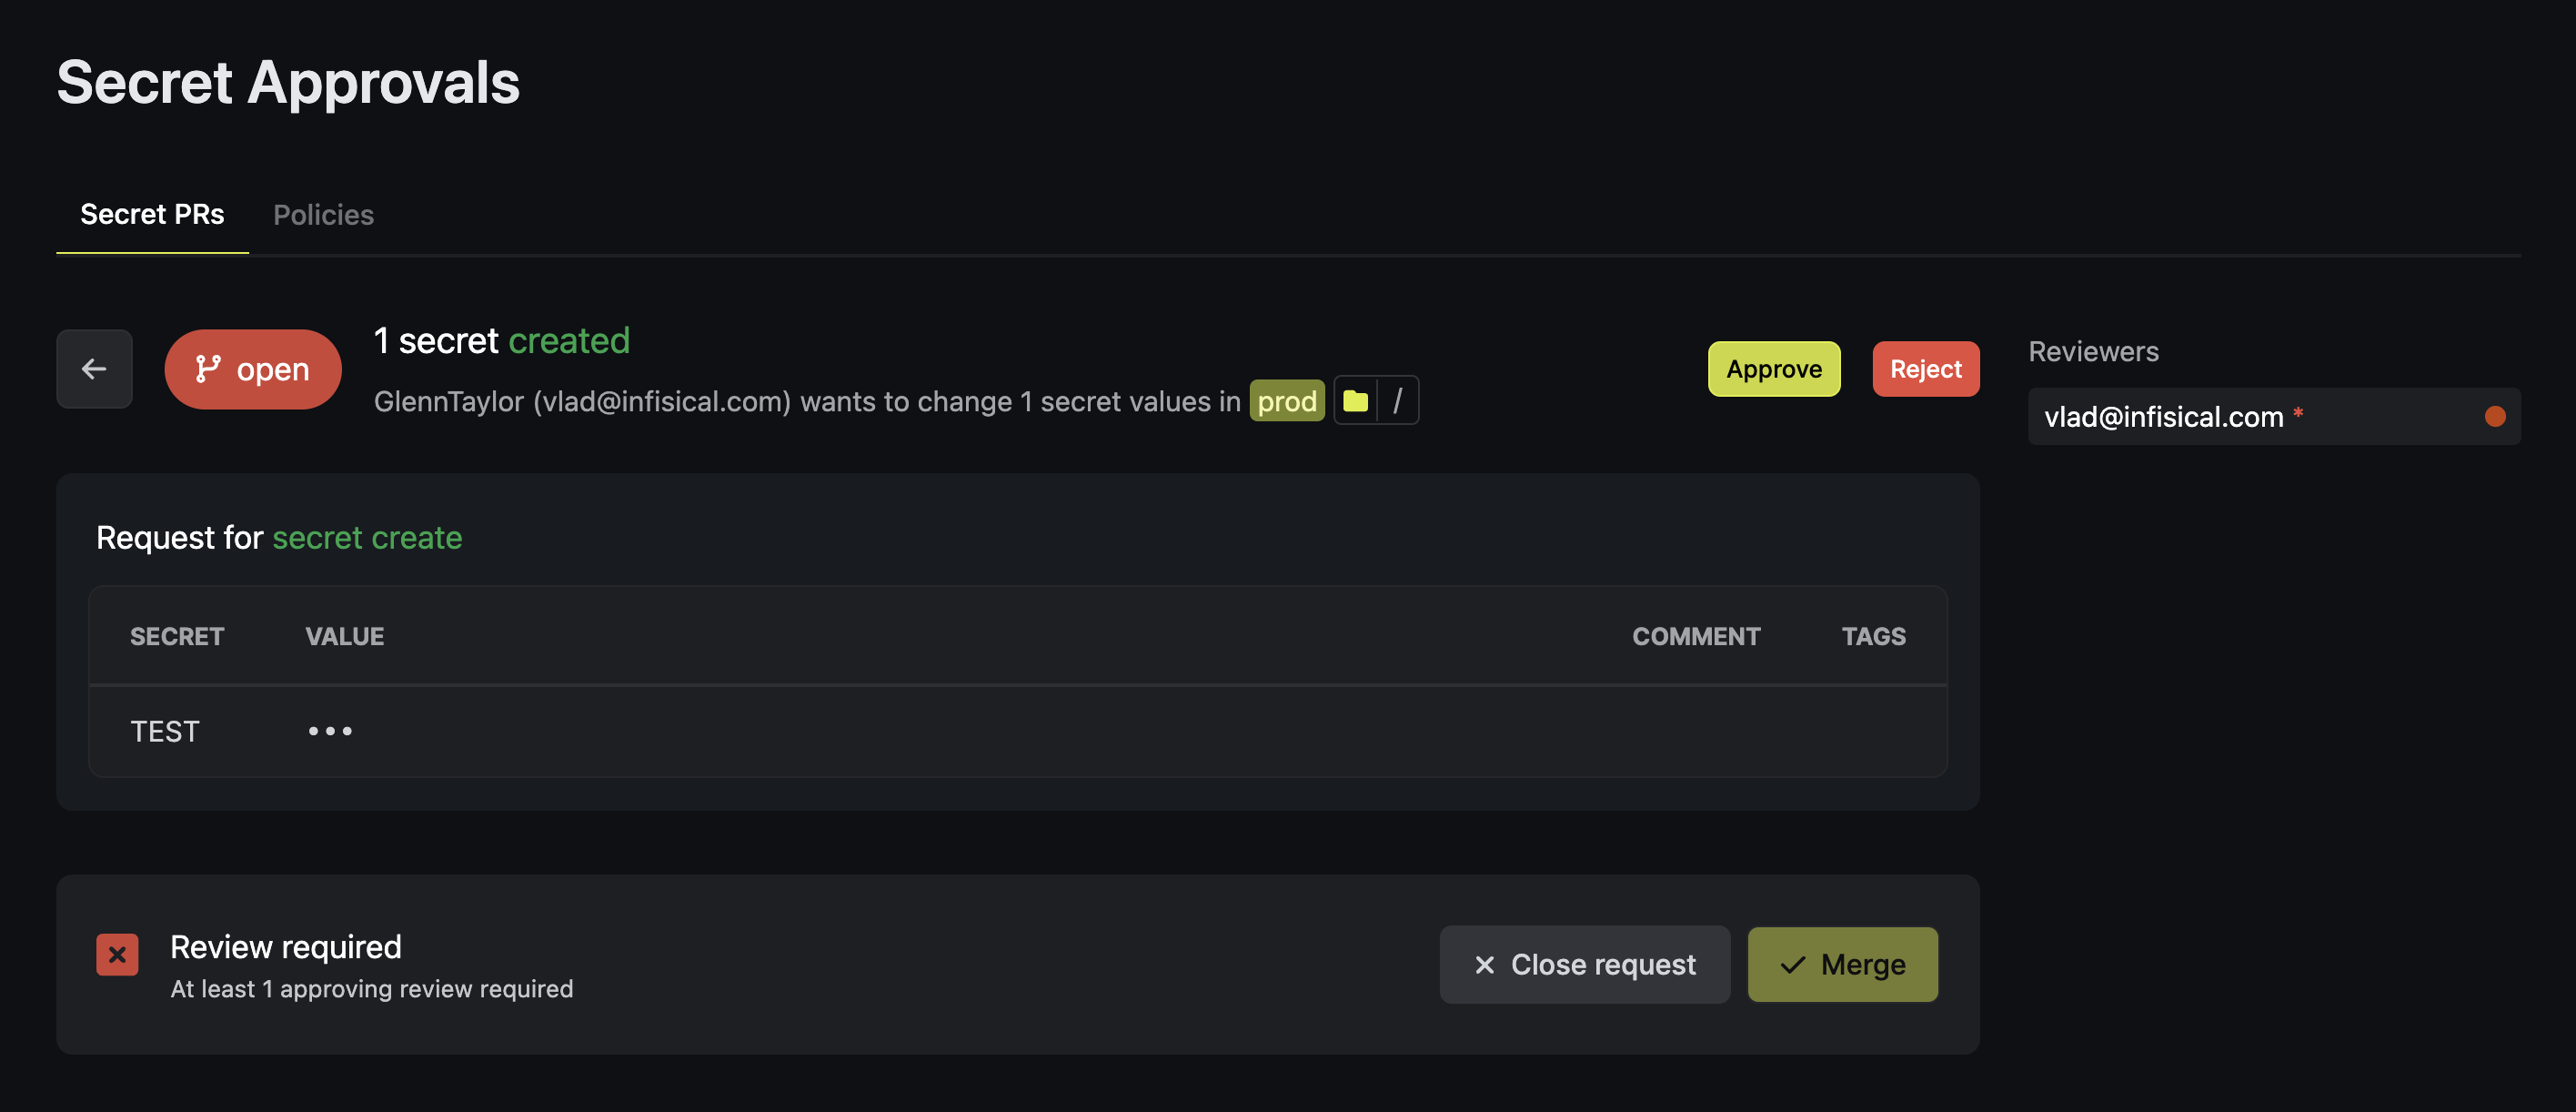 Secret Approvals
Secret PRs Policies
open
1 secret created
GlennTaylor (vlad@infisical.com) wants to change 1 secret values in prod /
Approve Reject
Reviewers
vlad@infisical.com *
Request for secret create
SECRET VALUE COMMENT TAGS
TEST •••
Review required
At least 1 approving review required
Close request Merge